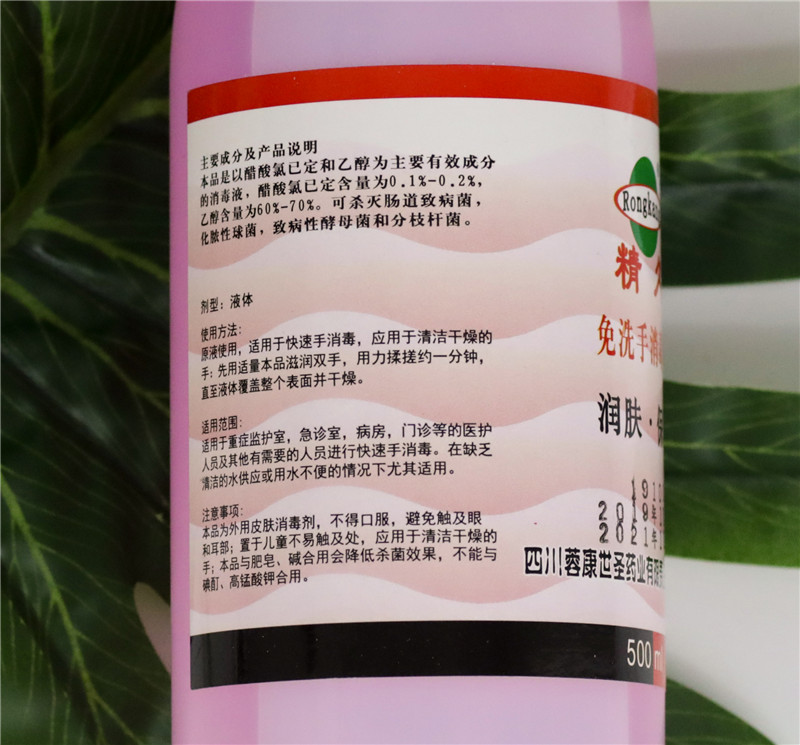 主要成分及产品说明
本品是以醋酸氯已定和乙醇为主要有效成分
的消毒液，醋酸氯已定含量为0.1%-0.2%，
乙醇含量为60%-70%。可杀灭肠道致病菌，
化脓性球菌，致病性酵母菌和分枝杆菌。
剂型：液体
使用方法：
原液使用，适用于快速手消毒，应用于清洁干燥的
手：先用适量本品滋润双手，用力揉搓约一分钟，
直至液体覆盖整个表面并干燥。
适用范围：
适用于重症监护室，急诊室，病房，门诊等的医护
人员及其他有需要的人员进行快速手消毒。在缺乏
清洁的水供应或用水不便的情况下尤其适用。
注意事项：
本品为外用皮肤消毒剂，不得口服，避免触及眼
和耳部；置于儿童不易触及处，应用于清洁干燥的
手；本品与肥皂、碱合用会降低杀菌效果，不能与
碘酊、高锰酸钾合用。
Rongka
精
免洗手消
润肤·
191
2019年
2021年
四川蓉康世圣药业有限
500 ml